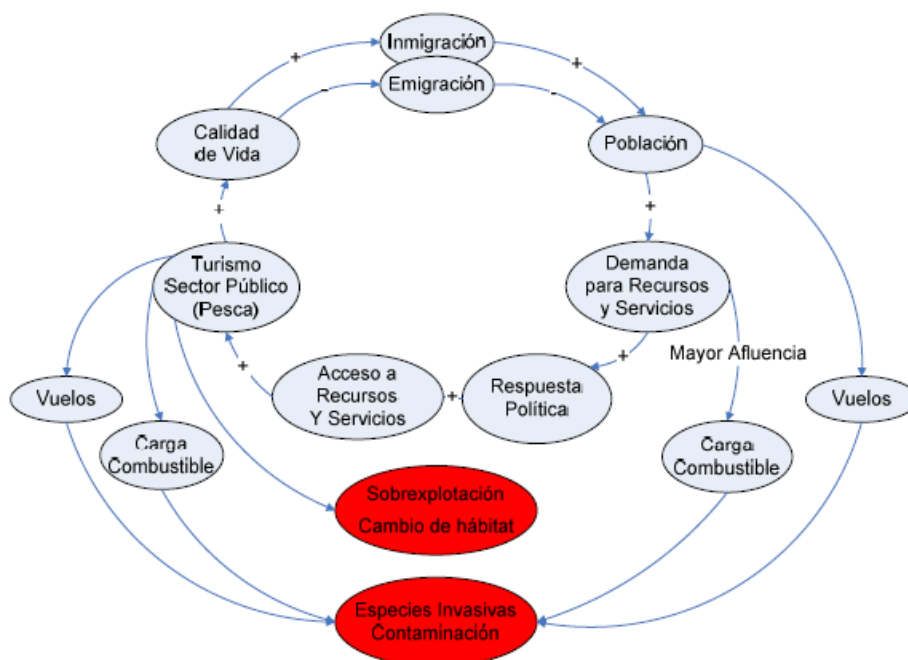 Inmigración
+
+
Emigración
-
-
Calidad
de Vida
Población
+
+
Turismo
Sector Público
(Pesca)
Demanda
para Recursos
y Servicios
Mayor Afluencia
+
+
Acceso a
Recursos
Y Servicios
+
Respuesta
Política
Vuelos
Vuelos
Carga
Combustible
Carga
Combustible
Sobrexplotación
Cambio de hábitat
Especies Invasivas
Contaminación